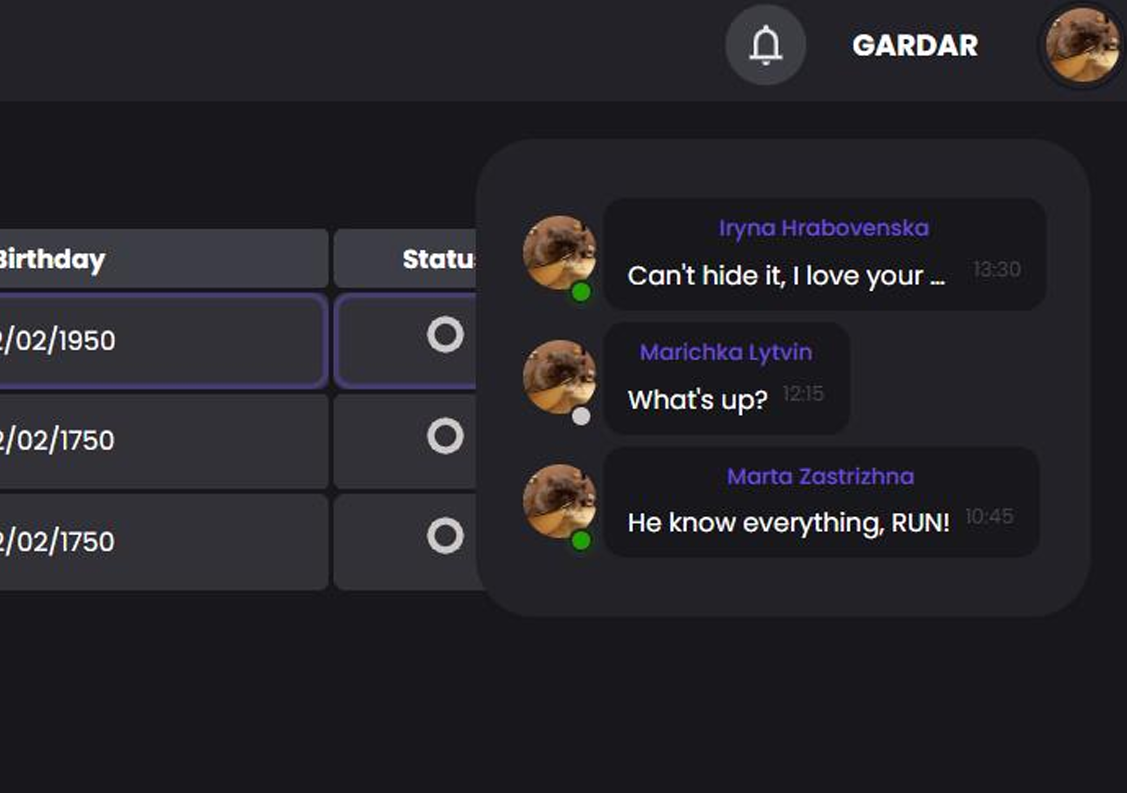 GARDAR
Iryna Hrabovenska
Can't hide it, I love your ... 13:30
Birthday Status
2/02/1950
Marichka Lytvin
What's up? 12:15
2/02/1750
Marta Zastrizhna
He know everything, RUN! 10:45
2/02/1750